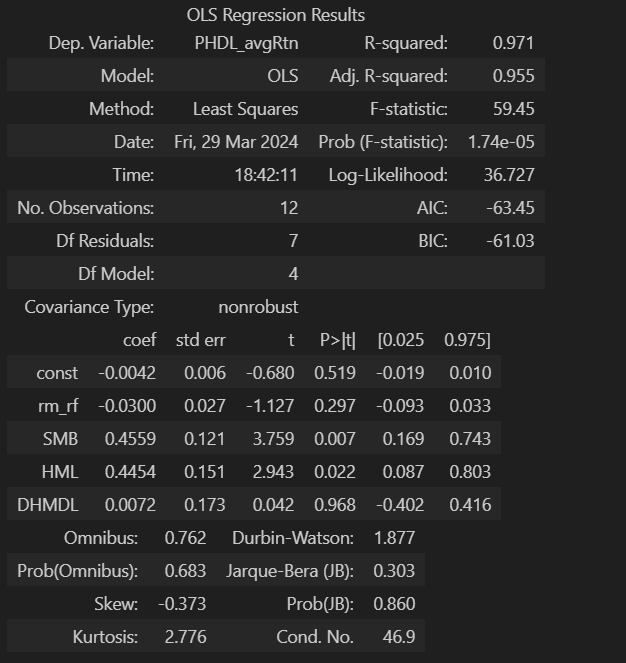 OLS Regression Results
Dep. Variable: PHDL_avgRtn R-squared: 0.971
Model: OLS Adj. R-squared: 0.955
Method: Least Squares F-statistic: 59.45
Date: Fri, 29 Mar 2024 Prob (F-statistic): 1.74e-05
Time: 18:42:11 Log-Likelihood: 36.727
No. Observations: 12 AIC: -63.45
Df Residuals: 7 BIC: -61.03
Df Model: 4
Covariance Type: nonrobust
coef std err t P>|t| [0.025 0.975]
const -0.0042 0.006 -0.680 0.519 -0.019 0.010
rm_rf -0.0300 0.027 -1.127 0.297 -0.093 0.033
SMB 0.4559 0.121 3.759 0.007 0.169 0.743
HML 0.4454 0.151 2.943 0.022 0.087 0.803
DHMDL 0.0072 0.173 0.042 0.968 -0.402 0.416
Omnibus: 0.762 Durbin-Watson: 1.877
Prob(Omnibus): 0.683 Jarque-Bera (JB): 0.303
Skew: -0.373 Prob(JB): 0.860
Kurtosis: 2.776 Cond. No. 46.9